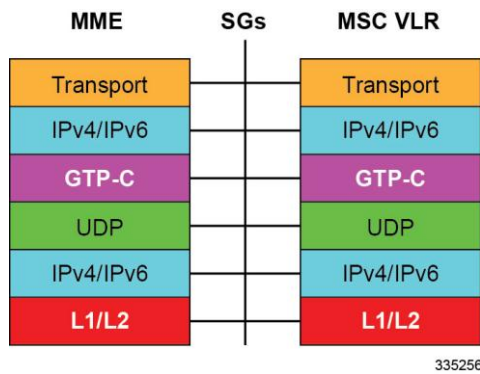 MME SGs MSC VLR
Transport Transport
IPv4/IPv6 IPv4/IPv6
GTP-C GTP-C
UDP UDP
IPv4/IPv6 IPv4/IPv6
L1/L2 L1/L2
335256